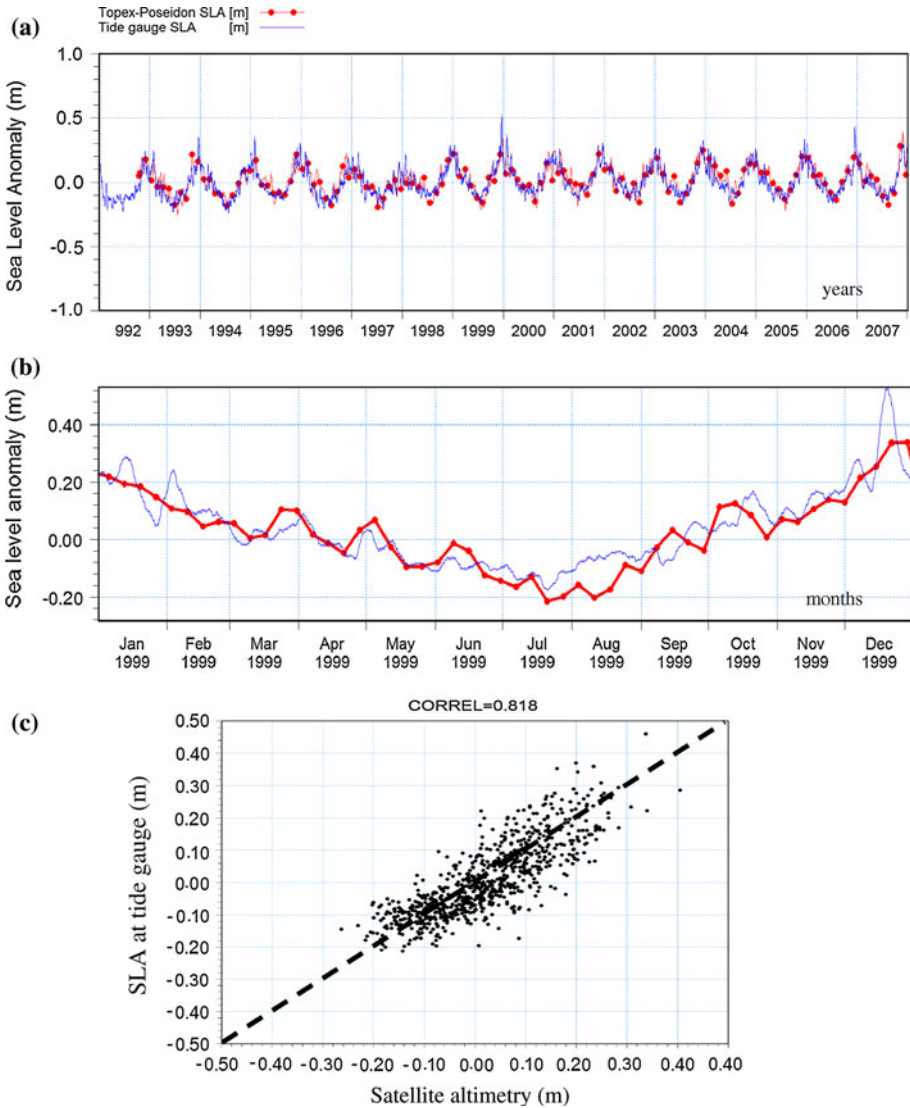 (a)
Topex-Poseidon SLA [m]
Tide gauge SLA [m]
Sea Level Anomaly (m)
1.0
0.5
0.0
-0.5
-1.0
years
992 1993 1994 1995 1996 1997 1998 1999 2000 2001 2002 2003 2004 2005 2006 2007
(b)
Sea level anomaly (m)
0.40
0.20
0.00
-0.20
months
Jan Feb Mar Apr May Jun Jul Aug Sep Oct Nov Dec
1999 1999 1999 1999 1999 1999 1999 1999 1999 1999 1999 1999
(c)
CORREL=0.818
SLA at tide gauge (m)
0.50
0.40
0.30
0.20
0.10
0.00
-0.10
-0.20
-0.30
-0.40
-0.50
-0.50 -0.40 -0.30 -0.20 -0.10 0.00 0.10 0.20 0.30 0.40 0.40
Satellite altimetry (m)